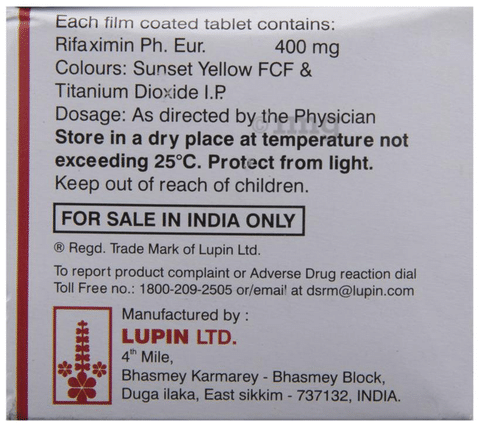 Each film coated tablet contains:
Rifaximin Ph. Eur. 400 mg
Colours: Sunset Yellow FCF &
Titanium Dioxide I.P.
Dosage: As directed by the Physician
Store in a dry place at temperature not
exceeding 25°C. Protect from light.
Keep out of reach of children.
FOR SALE IN INDIA ONLY
® Regd. Trade Mark of Lupin Ltd.
To report product complaint or Adverse Drug reaction dial
Toll Free no.: 1800-209-2505 or/email at dsrm@lupin.com
Manufactured by :
LUPIN LTD.
4th Mile,
Bhasmey Karmarey - Bhasmey Block,
Duga ilaka, East sikkim - 737132, INDIA.